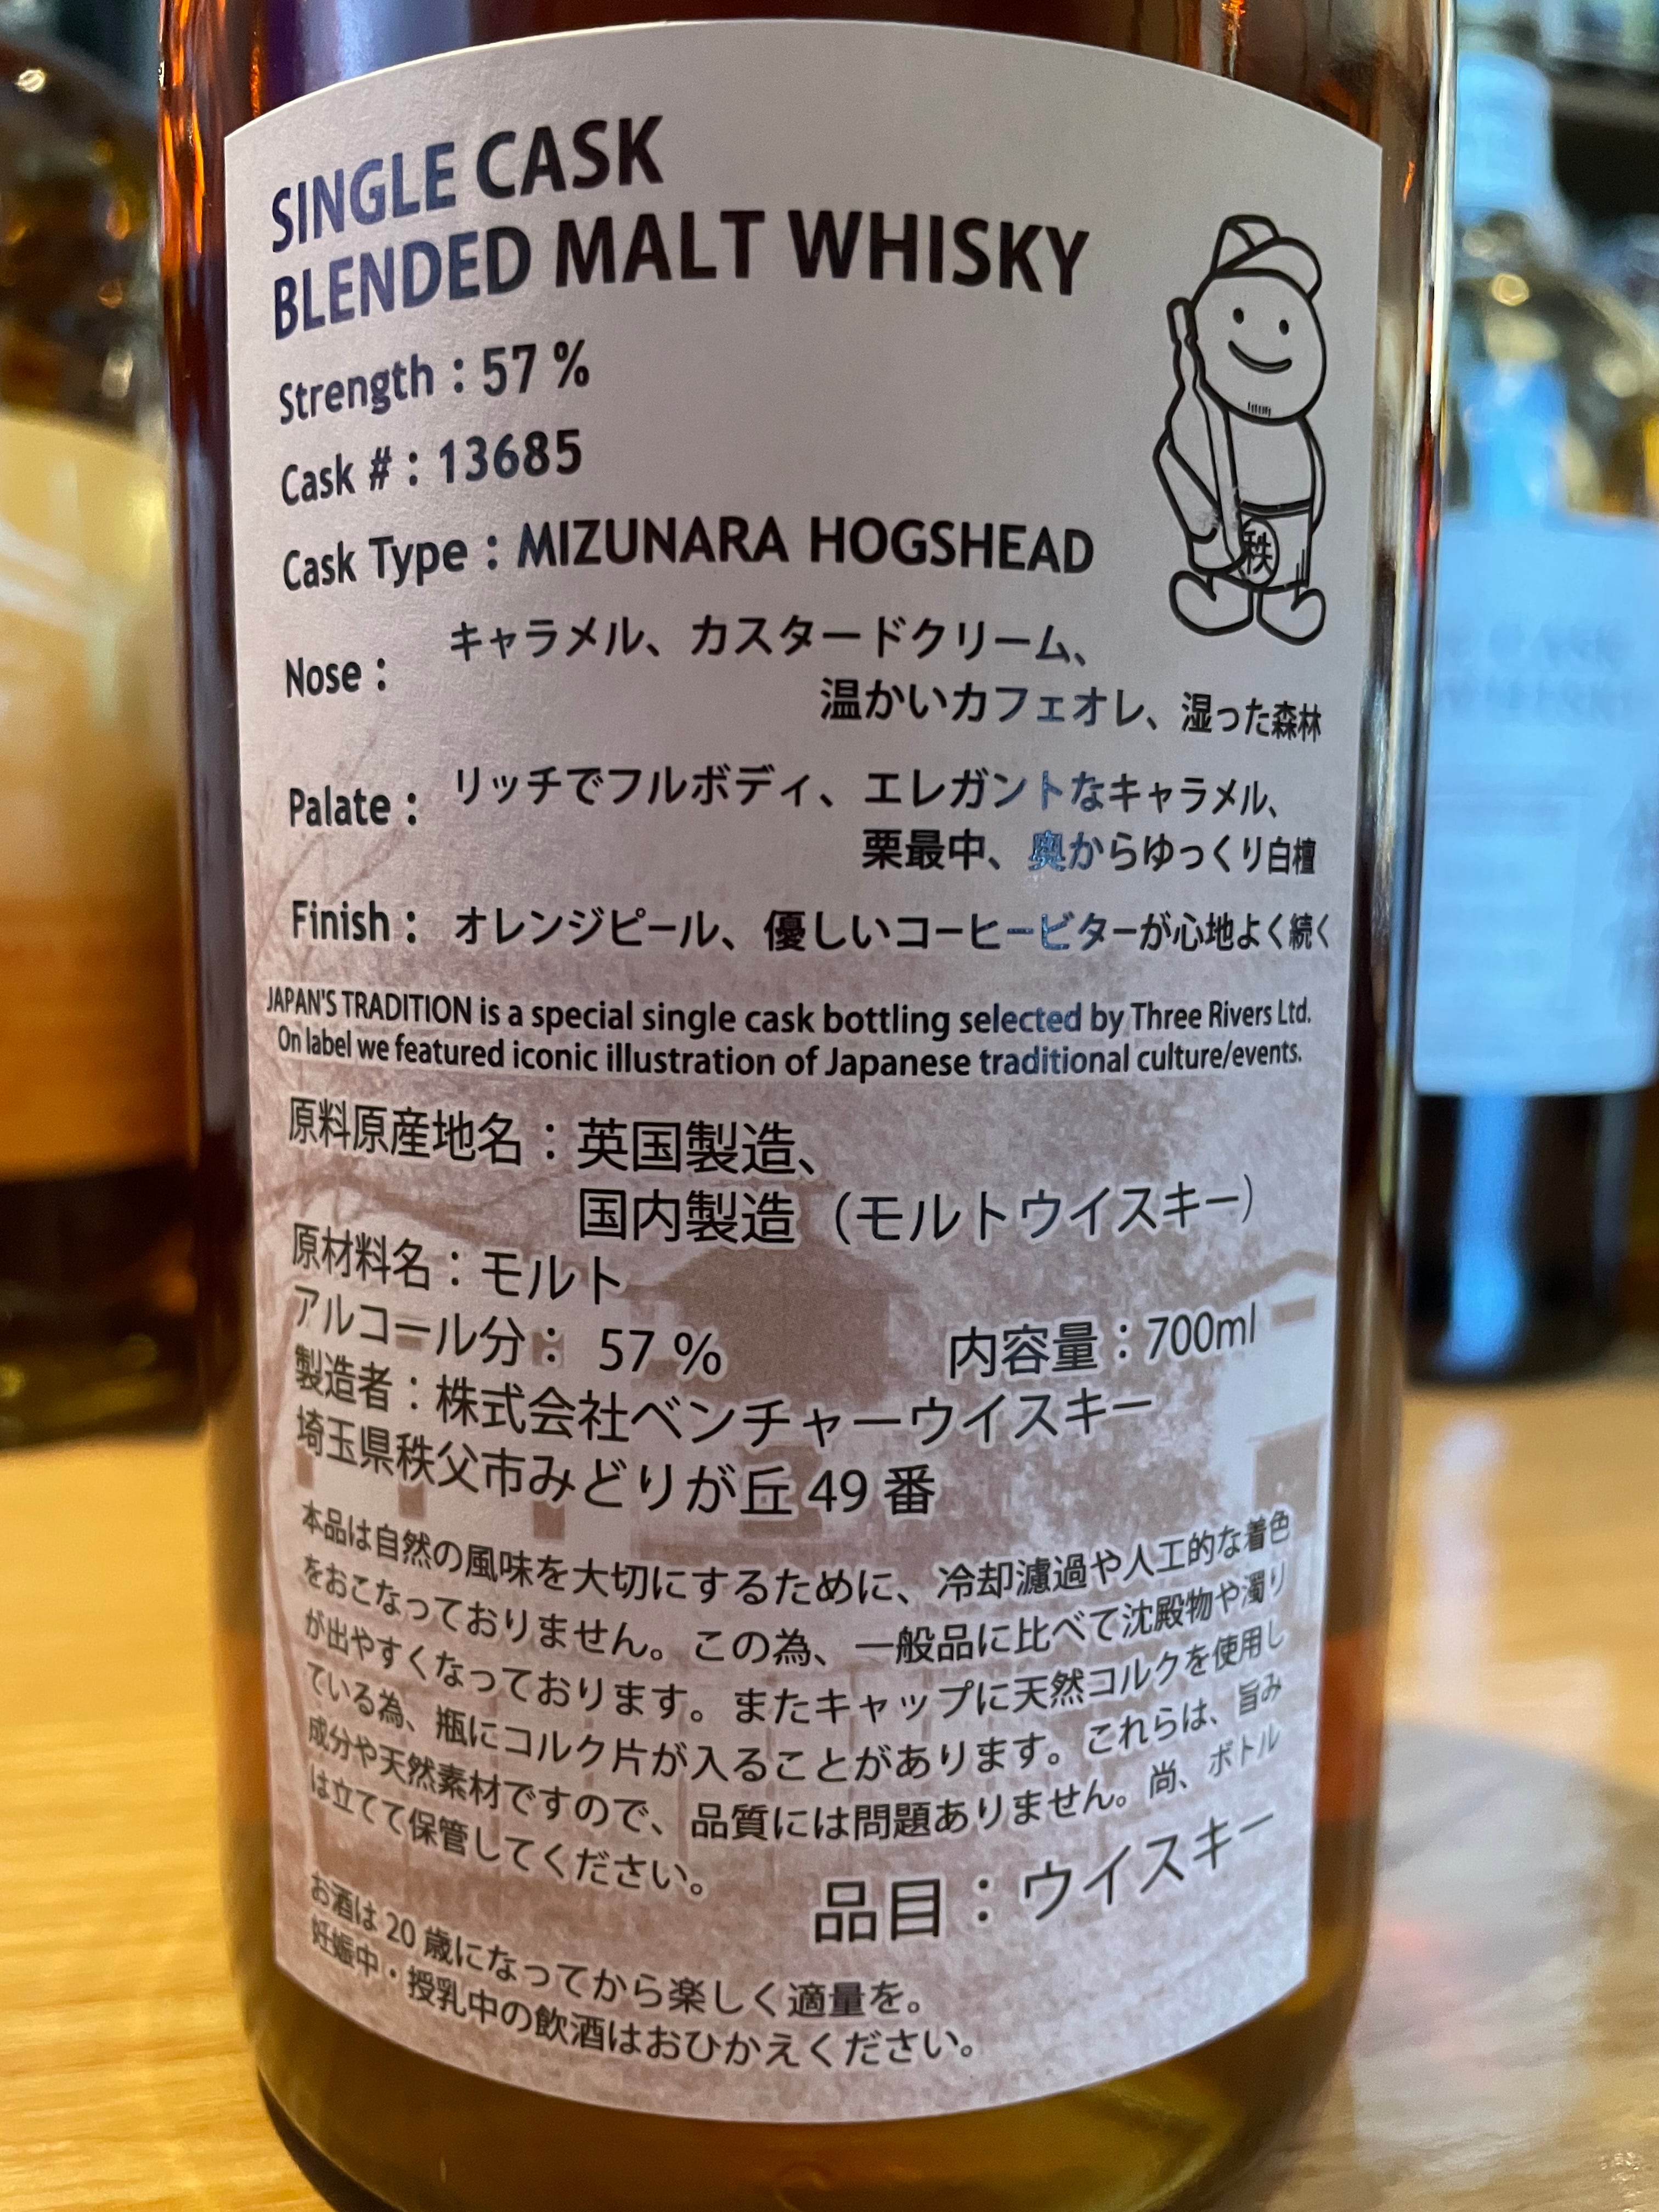 SINGLE CASK
BLENDED MALT WHISKY
Strength : 57 %
Cask # : 13685
Cask Type : MIZUNARA HOGSHEAD
秩
Nose : キャラメル、カスタードクリーム、
温かいカフェオレ、湿った森林
Palate : リッチでフルボディ、エレガントなキャラメル、
栗最中、奥からゆっくり白檀
Finish : オレンジピール、優しいコーヒービターが心地よく続く
JAPAN'S TRADITION is a special single cask bottling selected by Three Rivers Ltd.
On label we featured iconic illustration of Japanese traditional culture/events.
原料原産地名：英国製造、
国内製造（モルトウイスキー）
原材料名：モルト
アルコール分： 57 % 内容量：700ml
製造者：株式会社ベンチャーウイスキー
埼玉県秩父市みどりが丘 49 番
本品は自然の風味を大切にするために、冷却濾過や人工的な着色
をおこなっておりません。この為、一般品に比べて沈殿物や濁り
が出やすくなっております。またキャップに天然コルクを使用し
ている為、瓶にコルク片が入ることがあります。これらは、旨み
成分や天然素材ですので、品質には問題ありません。尚、ボトル
は立てて保管してください。
品目：ウイスキー
お酒は 20 歳になってから楽しく適量を。
妊娠中・授乳中の飲酒はおひかえください。